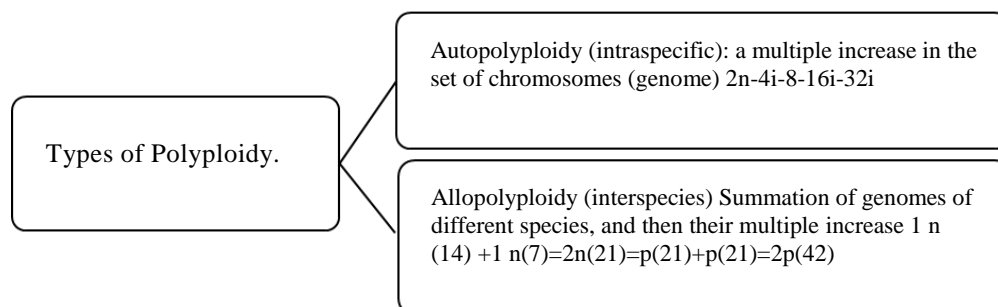 Types of Polyploidy.
Autopolyploidy (intraspecific): a multiple increase in the
set of chromosomes (genome) 2n-4i-8-16i-32i
Allopolyploidy (interspecies) Summation of genomes of
different species, and then their multiple increase 1 n
(14) +1 n(7)=2n(21)=p(21)+p(21)=2p(42)